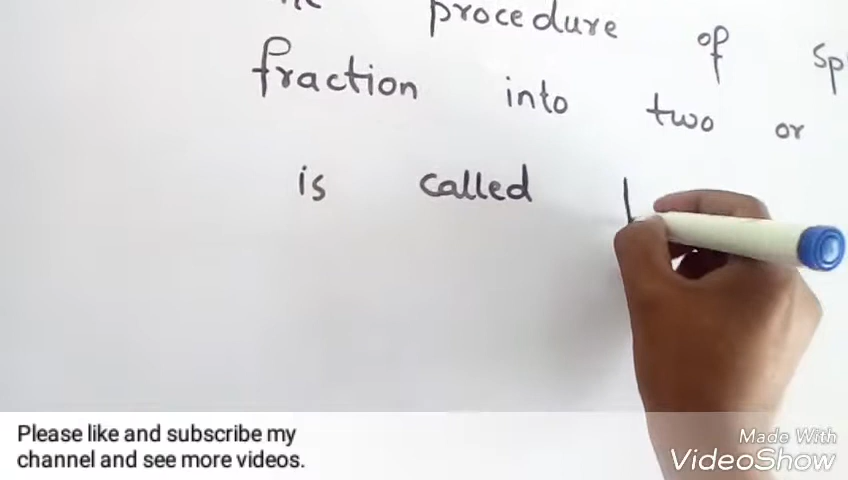 procedure of
fraction into two or
is called
Please like and subscribe my
channel and see more videos.
Made With
VideoShow